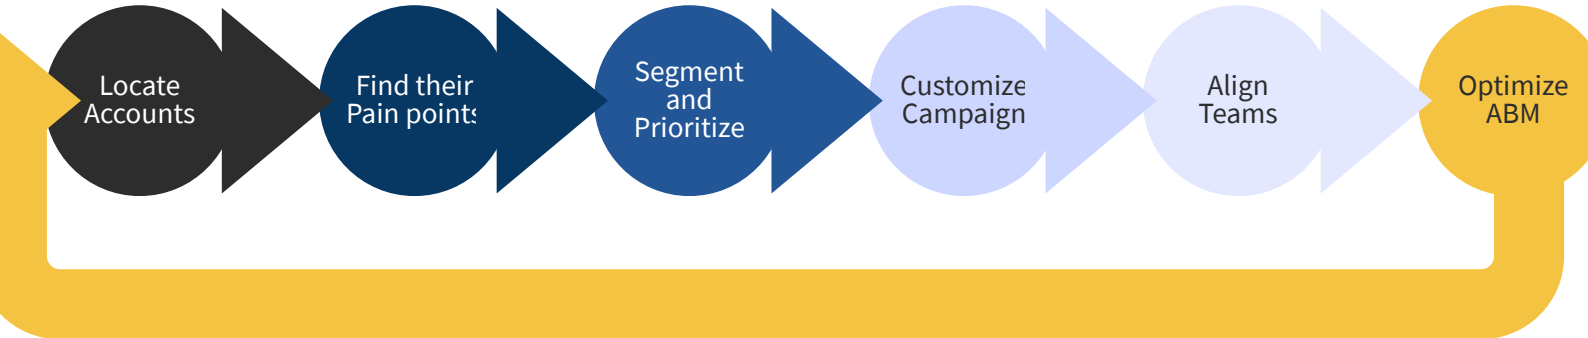 Locate
Accounts
Find their
Pain points
Segment
and
Prioritize
Customize
Campaign
Align
Teams
Optimize
ABM